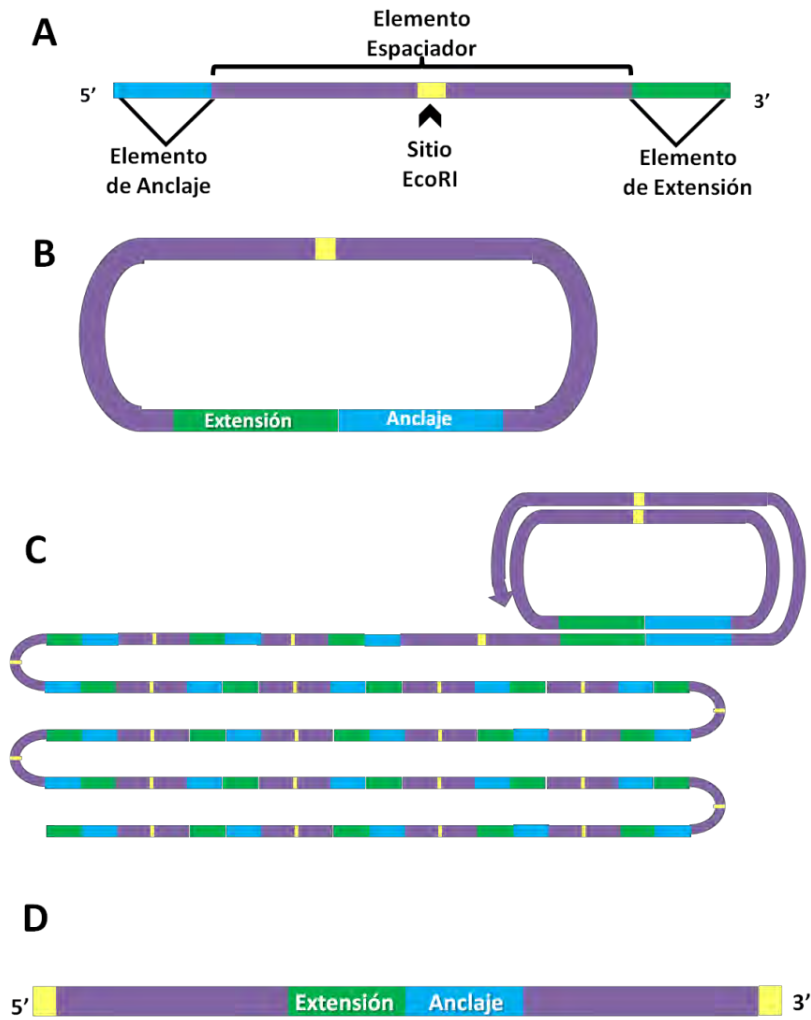 A
Elemento
Espaciador
5’
3’
Elemento
de Anclaje
Sitio
EcoRI
Elemento
de Extensión
B
Extensión
Anclaje
C
D
5’
Extensión
Anclaje
3’